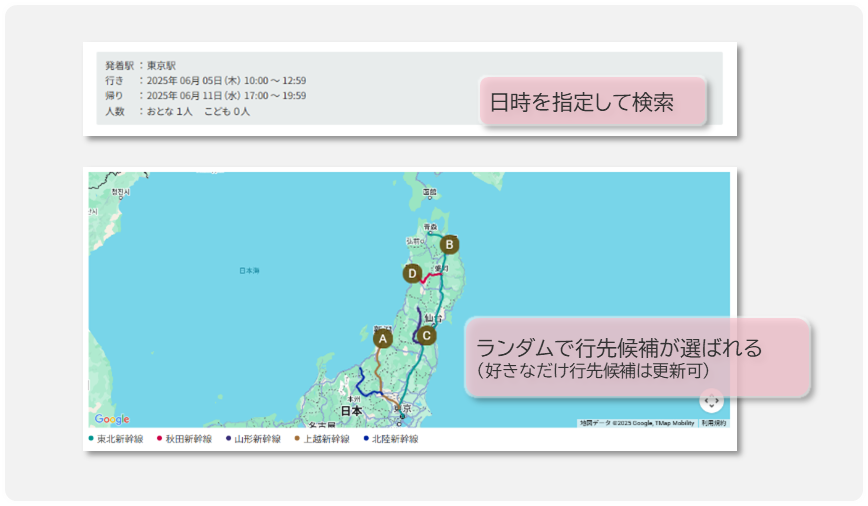 発着駅 : 東京駅
行き : 2025年 06月 05日 (木) 10:00 ～ 12:59
帰り : 2025年 06月 11日 (水) 17:00 ～ 19:59
人数 : おとな 1 人 こども 0 人
日時を指定して検索
청진시
函館
青森
弘前
B
日本海
D
盛岡
仙台
A
C
ランダムで行先候補が選ばれる
（好きなだけ行先候補は更新可）
本州
日本
東京
名古屋
Google
地図データ ©2025 Google, TMap Mobility 利用規約
東北新幹線 秋田新幹線 山形新幹線 上越新幹線 北陸新幹線